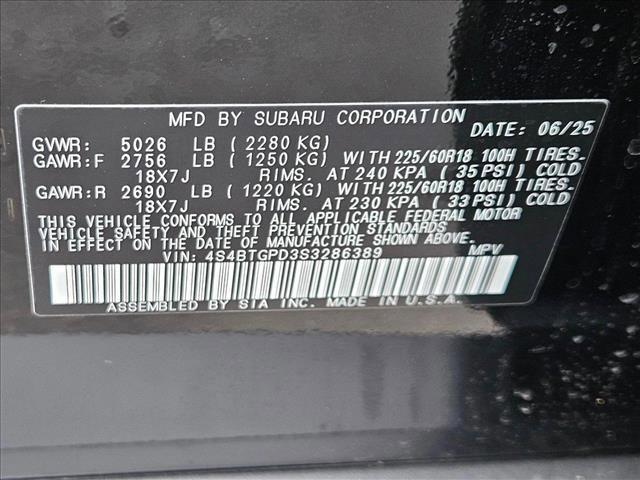 MFD BY SUBARU CORPORATION
DATE: 06/25
GVWR: 5026 LB (2280 KG)
GAWR:F 2756 LB (1250 KG) WITH 225/60R18 100H TIRES.
18X7J RIMS. AT 240 KPA (35 PSI) COLD
GAWR:R 2690 LB (1220 KG) WITH 225/60R18 100H TIRES.
18X7J RIMS. AT 230 KPA (33 PSI) COLD
THIS VEHICLE CONFORMS TO ALL APPLICABLE FEDERAL MOTOR
VEHICLE SAFETY AND THEFT PREVENTION STANDARDS
IN EFFECT ON THE DATE OF MANUFACTURE SHOWN ABOVE.
VIN: 4S4BTGPD3S3286389 MPV
ASSEMBLED BY SIA INC. MADE IN U.S.A.